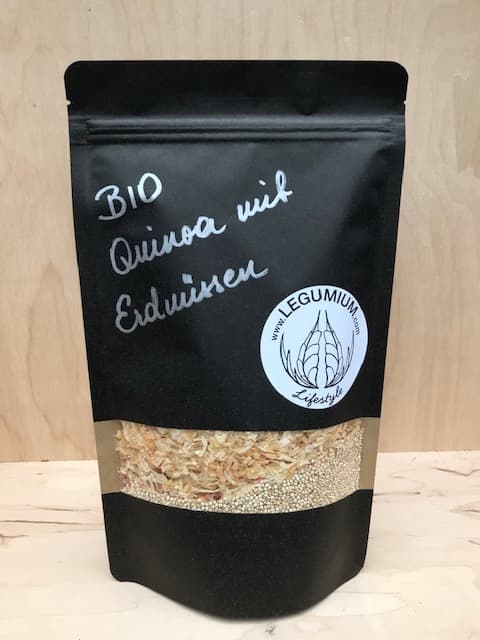 BIO
Quinoa mit
Erdnüssen
www.LEGUMIUM.com
Lifestyle